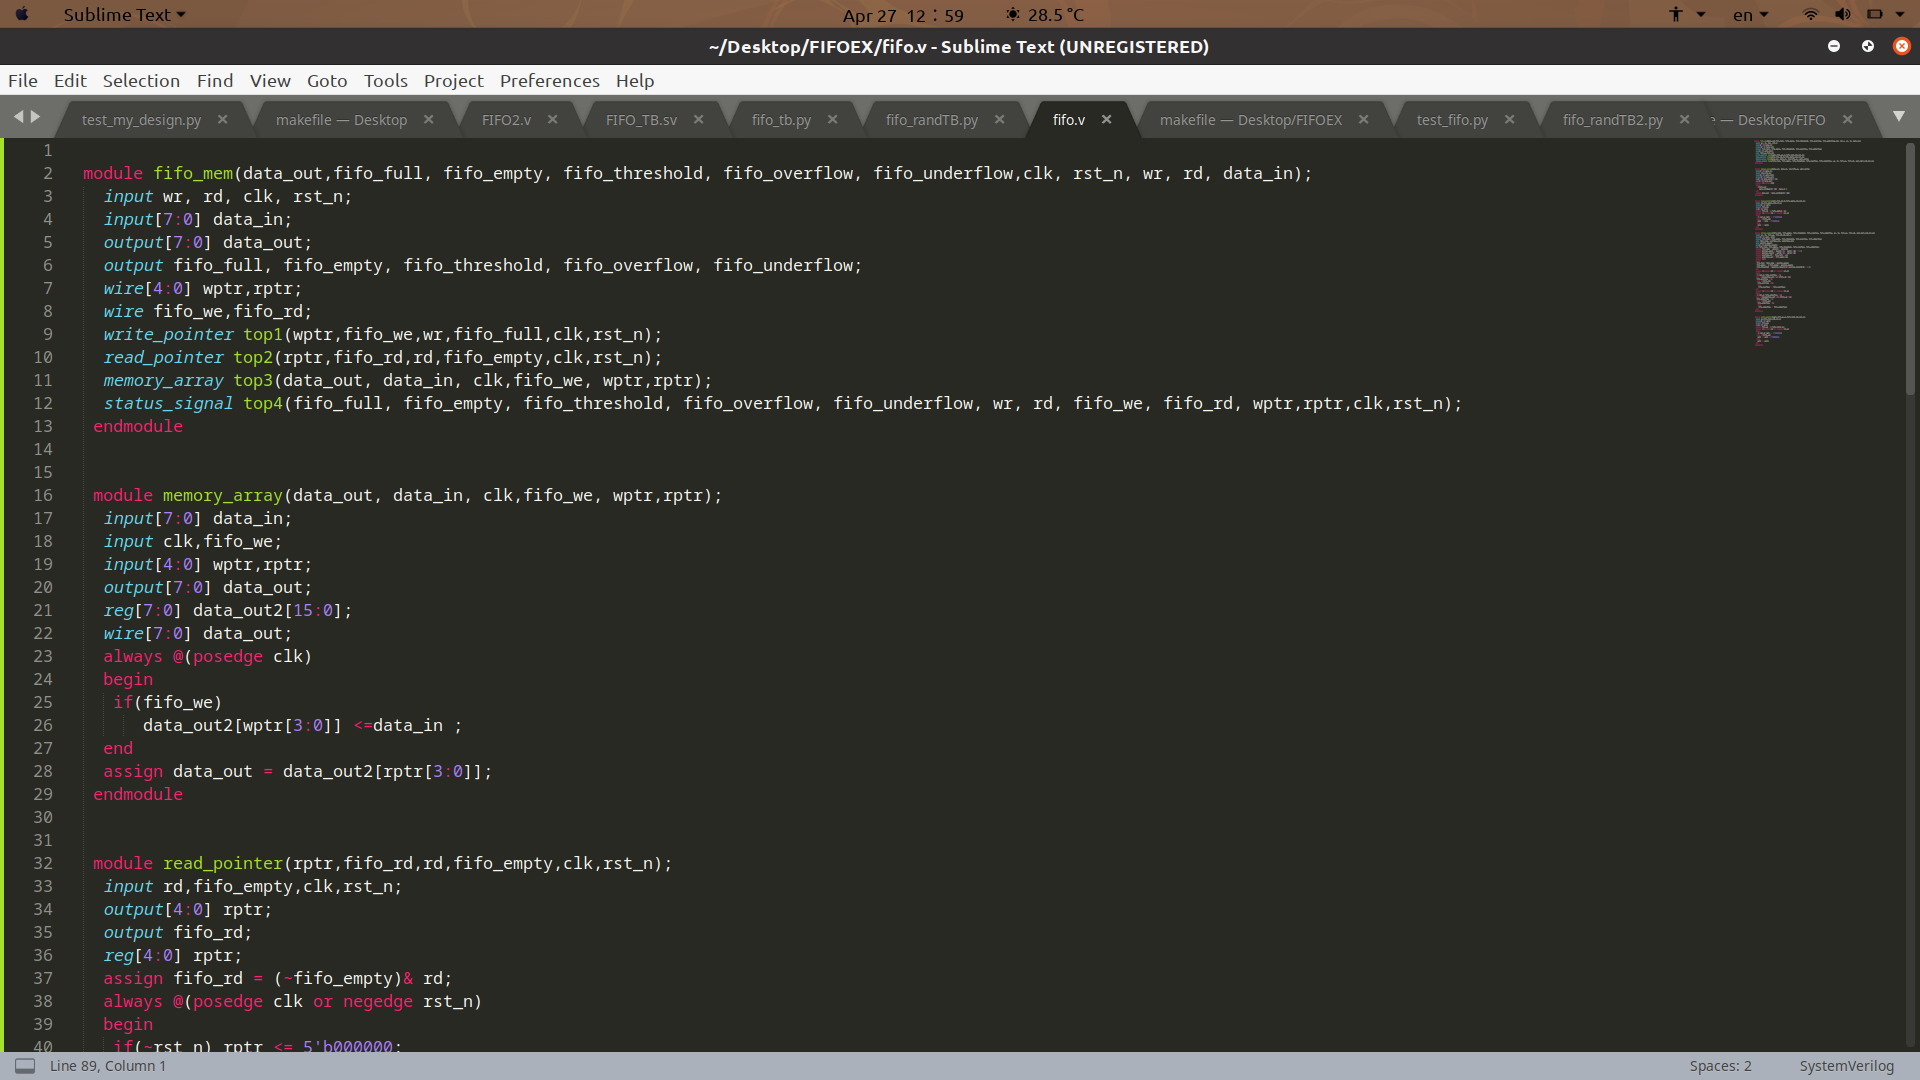 Sublime Text
Apr 27 12 : 59
28.5 °C
en
~/Desktop/FIFOEX/fifo.v - Sublime Text (UNREGISTERED)
File Edit Selection Find View Goto Tools Project Preferences Help
test_my_design.py makefile — Desktop FIFO2.v FIFO_TB.sv fifo_tb.py fifo_randTB.py fifo.v makefile — Desktop/FIFOEX test_fifo.py fifo_randTB2.py e — Desktop/FIFO
1
2 module fifo_mem(data_out,fifo_full, fifo_empty, fifo_threshold, fifo_overflow, fifo_underflow,clk, rst_n, wr, rd, data_in);
3 input wr, rd, clk, rst_n;
4 input[7:0] data_in;
5 output[7:0] data_out;
6 output fifo_full, fifo_empty, fifo_threshold, fifo_overflow, fifo_underflow;
7 wire[4:0] wptr,rptr;
8 wire fifo_we,fifo_rd;
9 write_pointer top1(wptr,fifo_we,wr,fifo_full,clk,rst_n);
10 read_pointer top2(rptr,fifo_rd,rd,fifo_empty,clk,rst_n);
11 memory_array top3(data_out, data_in, clk,fifo_we, wptr,rptr);
12 status_signal top4(fifo_full, fifo_empty, fifo_threshold, fifo_overflow, fifo_underflow, wr, rd, fifo_we, fifo_rd, wptr,rptr,clk,rst_n);
13 endmodule
14
15
16 module memory_array(data_out, data_in, clk,fifo_we, wptr,rptr);
17 input[7:0] data_in;
18 input clk,fifo_we;
19 input[4:0] wptr,rptr;
20 output[7:0] data_out;
21 reg[7:0] data_out2[15:0];
22 wire[7:0] data_out;
23 always @(posedge clk)
24 begin
25 if(fifo_we)
26 data_out2[wptr[3:0]] <=data_in ;
27 end
28 assign data_out = data_out2[rptr[3:0]];
29 endmodule
30
31
32 module read_pointer(rptr,fifo_rd,rd,fifo_empty,clk,rst_n);
33 input rd,fifo_empty,clk,rst_n;
34 output[4:0] rptr;
35 output fifo_rd;
36 reg[4:0] rptr;
37 assign fifo_rd = (~fifo_empty)& rd;
38 always @(posedge clk or negedge rst_n)
39 begin
40 if(~rst_n) rptr <= 5'b000000;
Line 89, Column 1
Spaces: 2
SystemVerilog